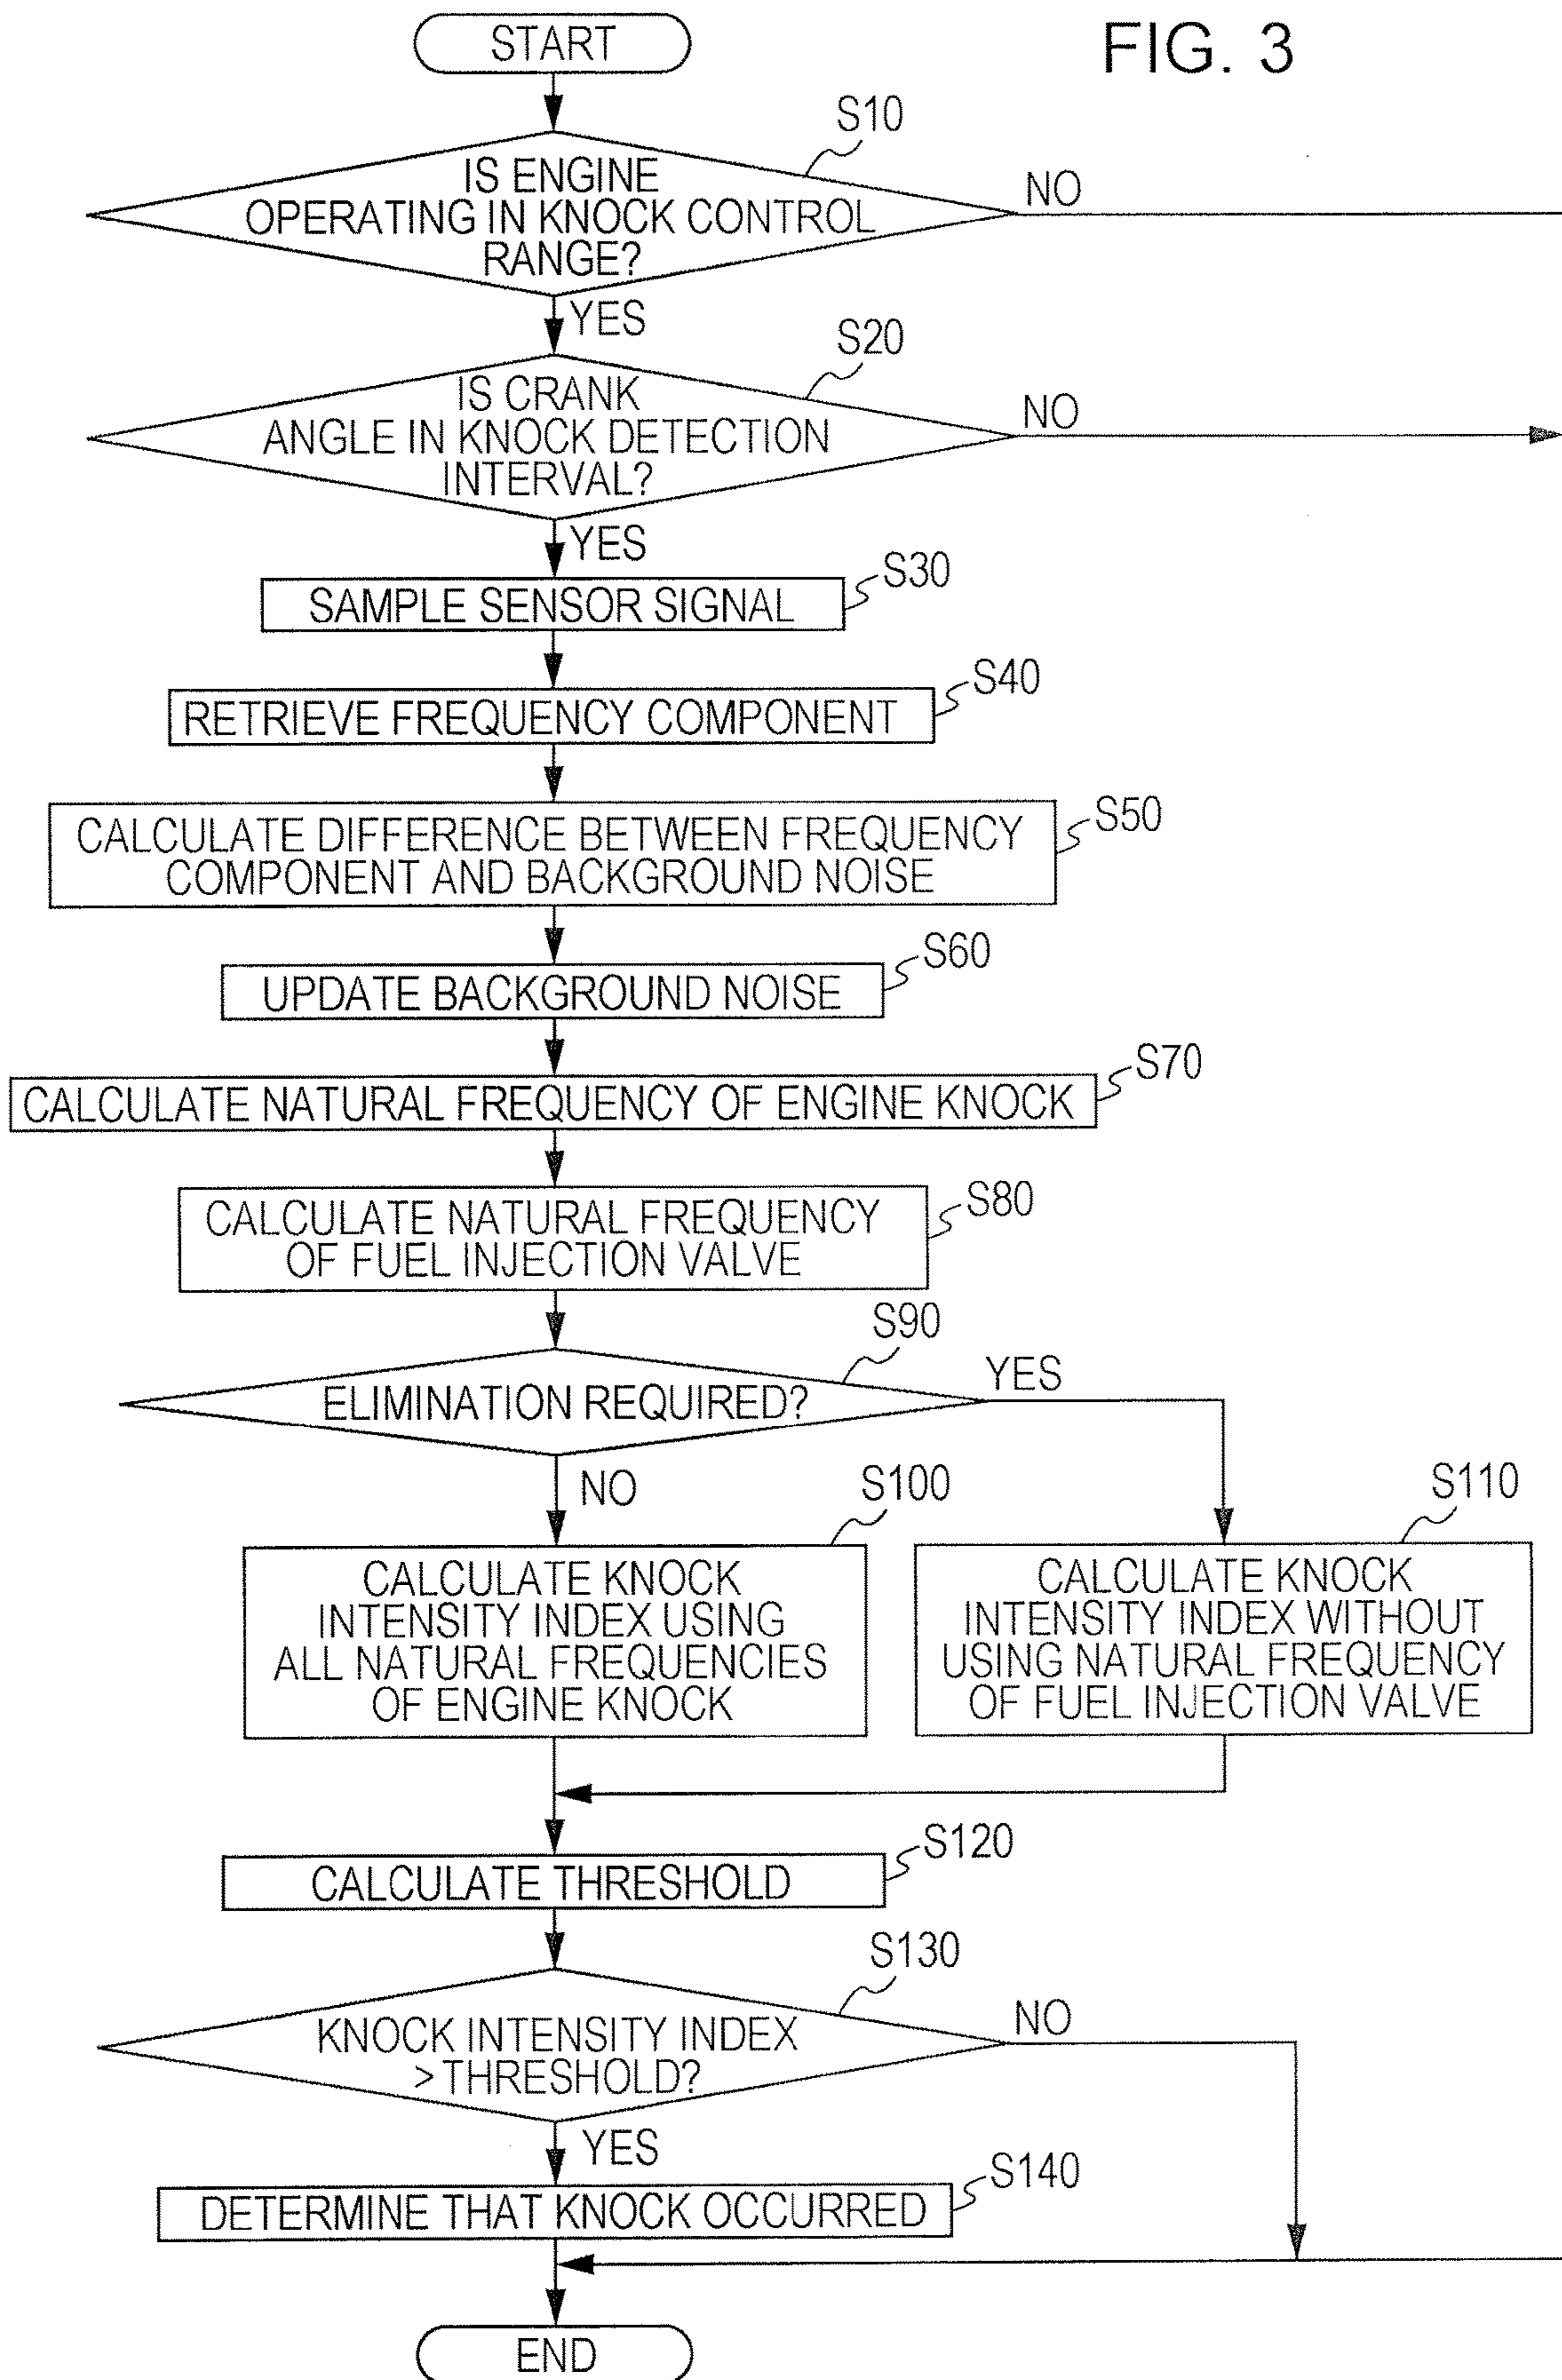 FIG. 3
START
S10
IS ENGINE
OPERATING IN KNOCK CONTROL
RANGE?
NO
YES
S20
IS CRANK
ANGLE IN KNOCK DETECTION
INTERVAL?
NO
YES
S30
SAMPLE SENSOR SIGNAL
S40
RETRIEVE FREQUENCY COMPONENT
S50
CALCULATE DIFFERENCE BETWEEN FREQUENCY
COMPONENT AND BACKGROUND NOISE
S60
UPDATE BACKGROUND NOISE
S70
CALCULATE NATURAL FREQUENCY OF ENGINE KNOCK
S80
CALCULATE NATURAL FREQUENCY
OF FUEL INJECTION VALVE
S90
ELIMINATION REQUIRED?
YES
NO
S100
CALCULATE KNOCK
INTENSITY INDEX USING
ALL NATURAL FREQUENCIES
OF ENGINE KNOCK
S110
CALCULATE KNOCK
INTENSITY INDEX WITHOUT
USING NATURAL FREQUENCY
OF FUEL INJECTION VALVE
S120
CALCULATE THRESHOLD
S130
KNOCK INTENSITY INDEX
> THRESHOLD?
NO
YES
S140
DETERMINE THAT KNOCK OCCURRED
END